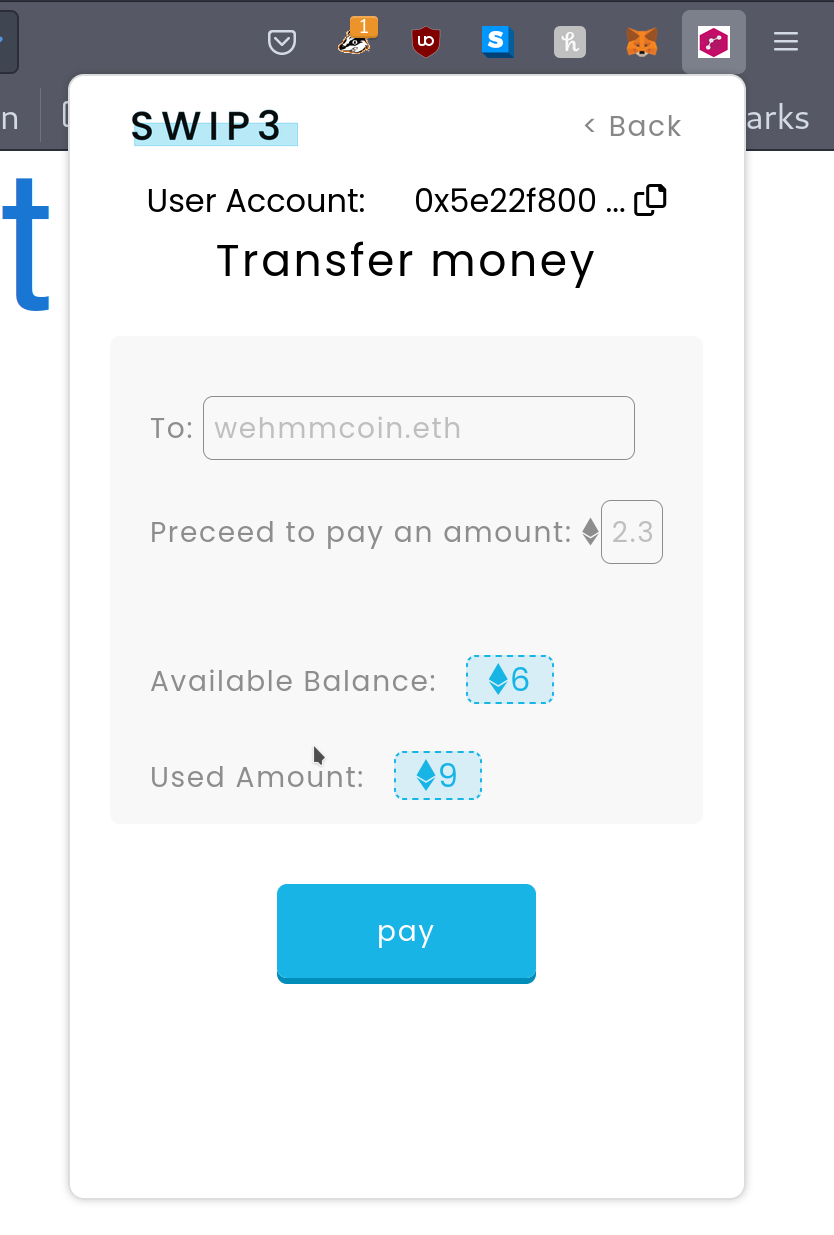 1
n
arks
t
SWIP3
< Back
User Account: 0x5e22f800 ...
Transfer money
To: wehmmcoin.eth
Preceed to pay an amount: 2.3
Available Balance: 6
Used Amount: 9
pay